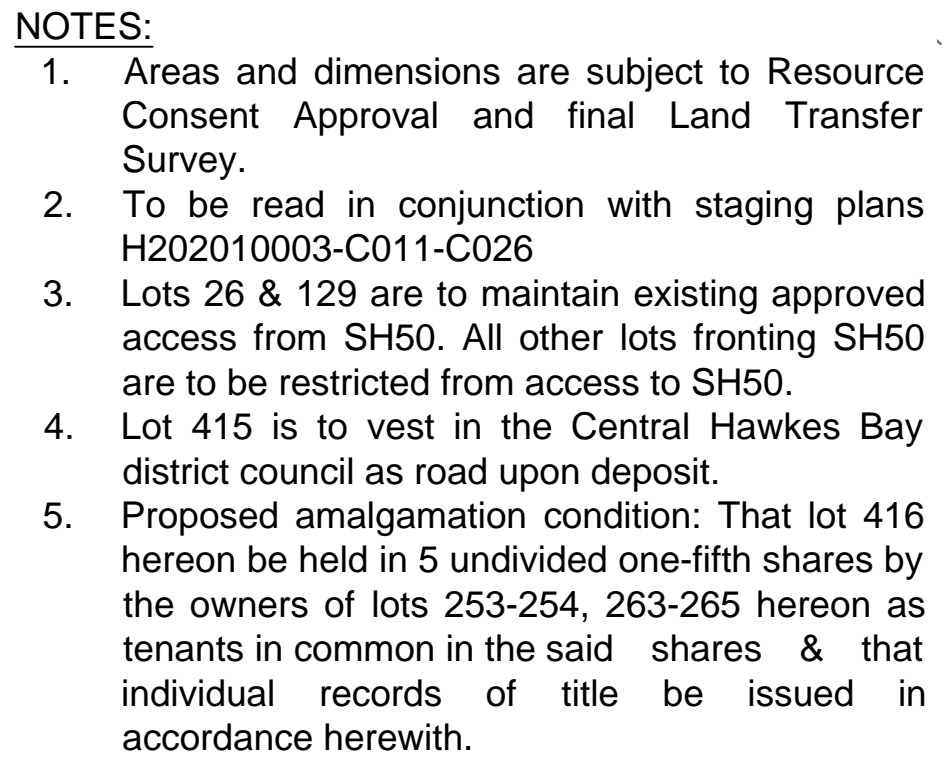 NOTES:
1. Areas and dimensions are subject to Resource
Consent Approval and final Land Transfer
Survey.
2. To be read in conjunction with staging plans
H202010003-C011-C026
3. Lots 26 & 129 are to maintain existing approved
access from SH50. All other lots fronting SH50
are to be restricted from access to SH50.
4. Lot 415 is to vest in the Central Hawkes Bay
district council as road upon deposit.
5. Proposed amalgamation condition: That lot 416
hereon be held in 5 undivided one-fifth shares by
the owners of lots 253-254, 263-265 hereon as
tenants in common in the said shares & that
individual records of title be issued in
accordance herewith.